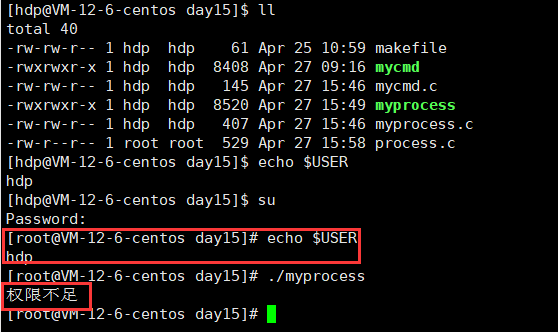 [hdp@VM-12-6-centos day15]$ ll
total 40
-rw-rw-r-- 1 hdp  hdp    61 Apr 25 10:59 makefile
-rwxrwxr-x 1 hdp  hdp  8408 Apr 27 09:16 mycmd
-rw-rw-r-- 1 hdp  hdp   145 Apr 27 15:46 mycmd.c
-rwxrwxr-x 1 hdp  hdp  8520 Apr 27 15:49 myprocess
-rw-rw-r-- 1 hdp  hdp   407 Apr 27 15:46 myprocess.c
-rw-r--r-- 1 root root  529 Apr 27 15:58 process.c
[hdp@VM-12-6-centos day15]$ echo $USER
hdp
[hdp@VM-12-6-centos day15]$ su
Password:
[root@VM-12-6-centos day15]# echo $USER
hdp
[root@VM-12-6-centos day15]# ./myprocess
权限不足
[root@VM-12-6-centos day15]#